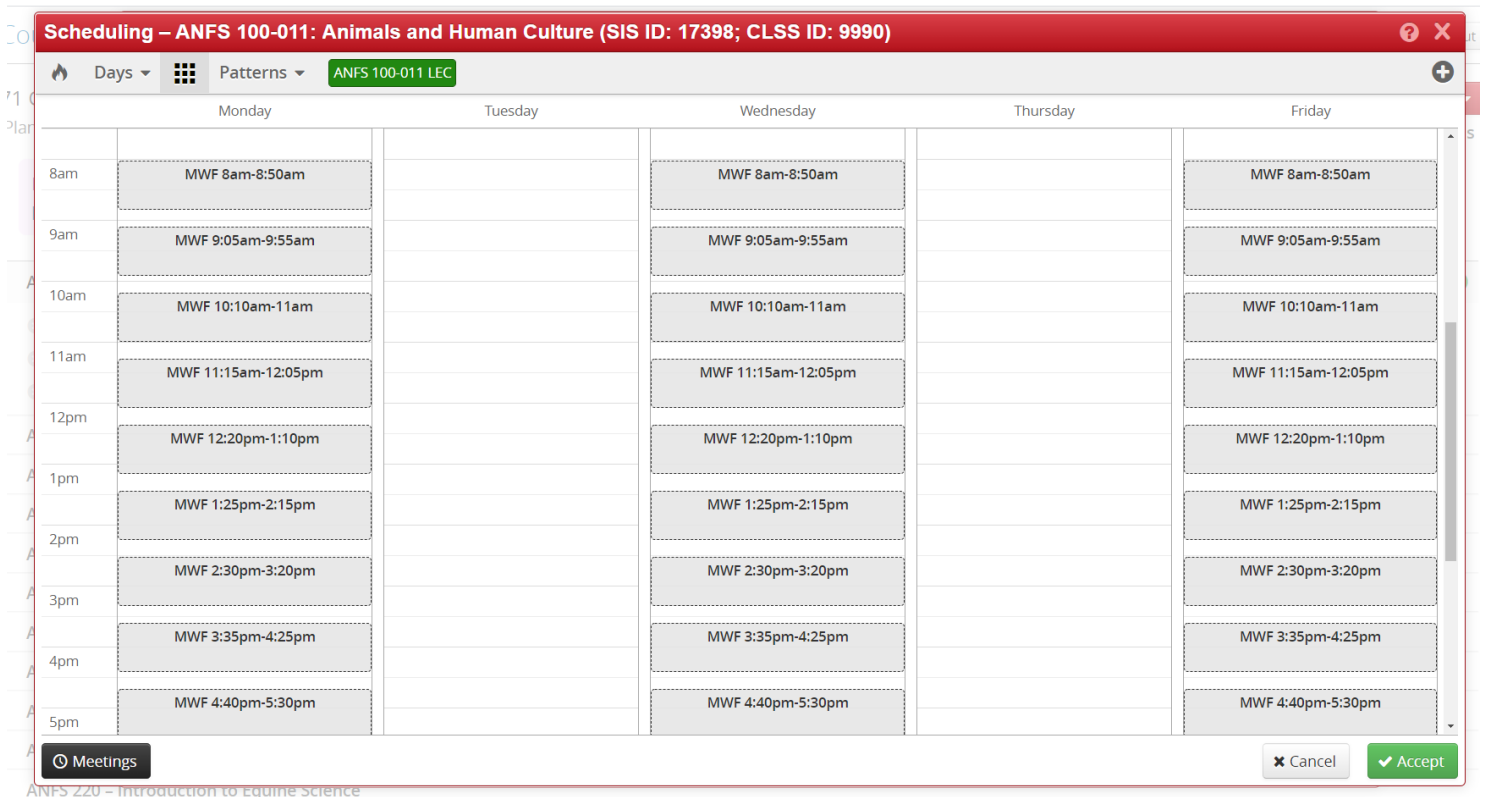 Scheduling – ANFS 100-011: Animals and Human Culture (SIS ID: 17398; CLSS ID: 9990)
Days Patterns ANFS 100-011 LEC
Monday Tuesday Wednesday Thursday Friday
8am MWF 8am-8:50am MWF 8am-8:50am MWF 8am-8:50am
9am MWF 9:05am-9:55am MWF 9:05am-9:55am MWF 9:05am-9:55am
10am MWF 10:10am-11am MWF 10:10am-11am MWF 10:10am-11am
11am MWF 11:15am-12:05pm MWF 11:15am-12:05pm MWF 11:15am-12:05pm
12pm MWF 12:20pm-1:10pm MWF 12:20pm-1:10pm MWF 12:20pm-1:10pm
1pm MWF 1:25pm-2:15pm MWF 1:25pm-2:15pm MWF 1:25pm-2:15pm
2pm MWF 2:30pm-3:20pm MWF 2:30pm-3:20pm MWF 2:30pm-3:20pm
3pm MWF 3:35pm-4:25pm MWF 3:35pm-4:25pm MWF 3:35pm-4:25pm
4pm MWF 4:40pm-5:30pm MWF 4:40pm-5:30pm MWF 4:40pm-5:30pm
5pm
Meetings Cancel Accept
ANFS 220 – Introduction to Equine Science